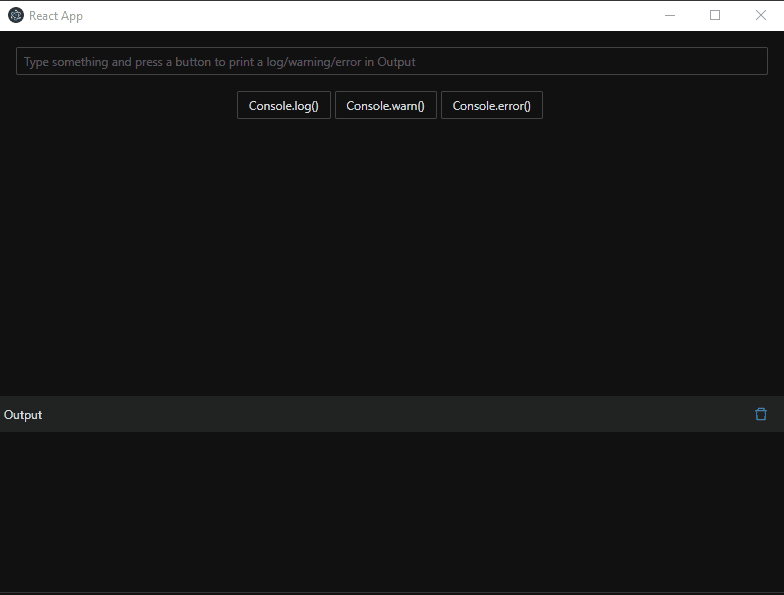 React App
Type something and press a button to print a log/warning/error in Output
Console.log() Console.warn() Console.error()
Output